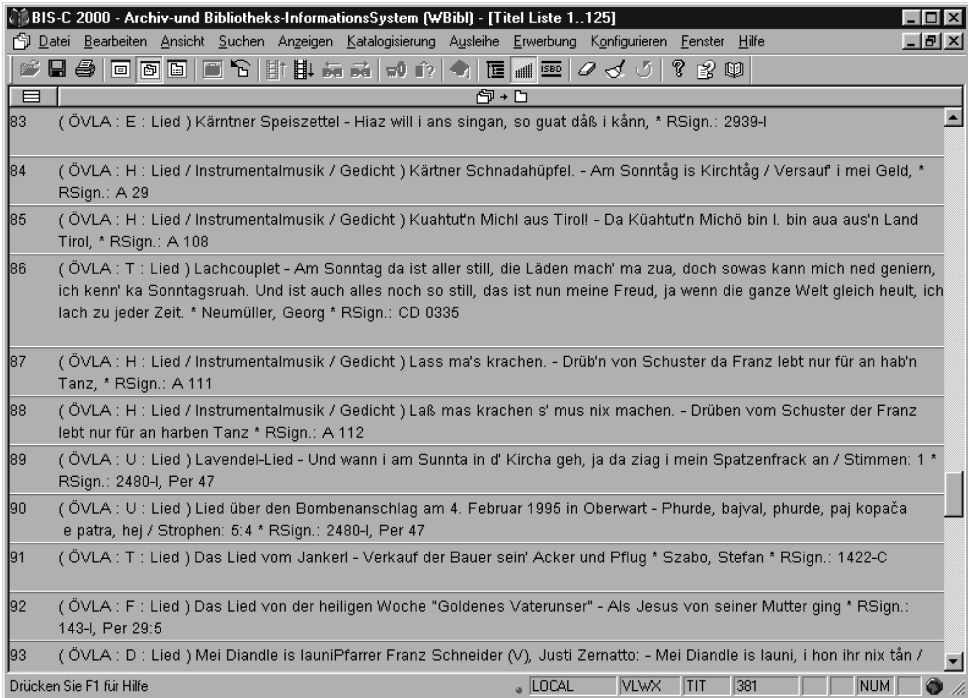 BIS-C 2000 - Archiv-und Bibliotheks-InformationsSystem (WBibl) - [Titel Liste 1..125]
Datei Bearbeiten Ansicht Suchen Anzeigen Katalogisierung Ausleihe Erwerbung Konfigurieren Fenster Hilfe
ISBD
83 ( ÖVLA : E : Lied ) Kärntner Speiszettel - Hiaz will i ans singan, so guat dåß i kånn, * RSign.: 2939-I
84 ( ÖVLA : H : Lied / Instrumentalmusik / Gedicht ) Kärtner Schnadahüpfel. - Am Sonntåg is Kirchtåg / Versauf' i mei Geld, *
RSign.: A 29
85 ( ÖVLA : H : Lied / Instrumentalmusik / Gedicht ) Kuahtut'n Michl aus Tirol! - Da Küahtut'n Michö bin I. bin aua aus'n Land
Tirol, * RSign.: A 108
86 ( ÖVLA : T : Lied ) Lachcouplet - Am Sonntag da ist aller still, die Läden mach' ma zua, doch sowas kann mich ned geniern,
ich kenn' ka Sonntagsruah. Und ist auch alles noch so still, das ist nun meine Freud, ja wenn die ganze Welt gleich heult, ich
lach zu jeder Zeit. * Neumüller, Georg * RSign.: CD 0335
87 ( ÖVLA : H : Lied / Instrumentalmusik / Gedicht ) Lass ma's krachen. - Drüb'n von Schuster da Franz lebt nur für an hab'n
Tanz, * RSign.: A 111
88 ( ÖVLA : H : Lied / Instrumentalmusik / Gedicht ) Laß mas krachen s' mus nix machen. - Drüben vom Schuster der Franz
lebt nur für an harben Tanz * RSign.: A 112
89 ( ÖVLA : U : Lied ) Lavendel-Lied - Und wann i am Sunnta in d' Kircha geh, ja da ziag i mein Spatzenfrack an / Stimmen: 1 *
RSign.: 2480-I, Per 47
90 ( ÖVLA : U : Lied ) Lied über den Bombenanschlag am 4. Februar 1995 in Oberwart - Phurde, bajval, phurde, paj kopača
e patra, hej / Strophen: 5:4 * RSign.: 2480-I, Per 47
91 ( ÖVLA : T : Lied ) Das Lied vom Jankerl - Verkauf der Bauer sein' Acker und Pflug * Szabo, Stefan * RSign.: 1422-C
92 ( ÖVLA : F : Lied ) Das Lied von der heiligen Woche "Goldenes Vaterunser" - Als Jesus von seiner Mutter ging * RSign.:
143-I, Per 29:5
93 ( ÖVLA : D : Lied ) Mei Diandle is launiPfarrer Franz Schneider (V), Justi Zernatto: - Mei Diandle is launi, i hon ihr nix tån /
Drücken Sie F1 für Hilfe LOCAL VLWX TIT 381 NUM